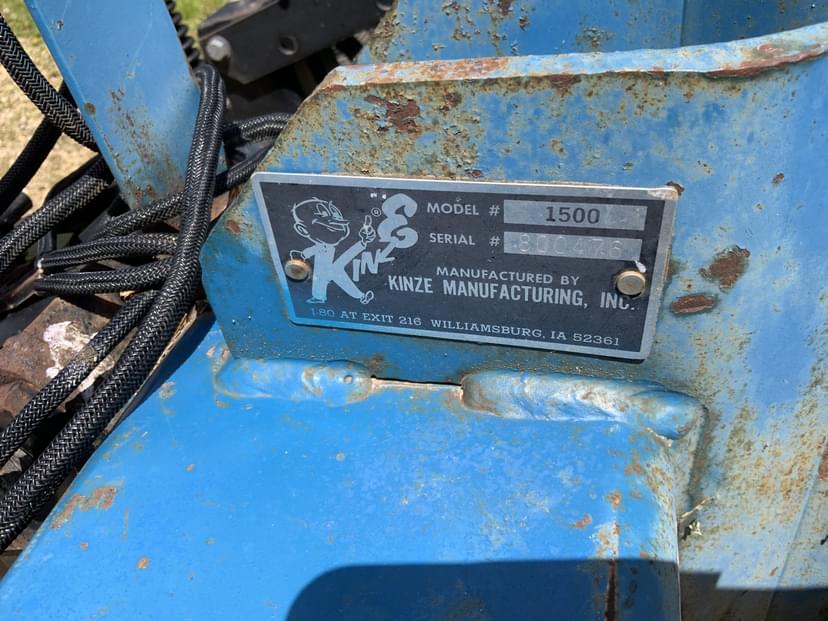 KINZE ®
MODEL # 1500
SERIAL # 800476
MANUFACTURED BY
KINZE MANUFACTURING, INC.
I-80 AT EXIT 216 WILLIAMSBURG, IA 52361